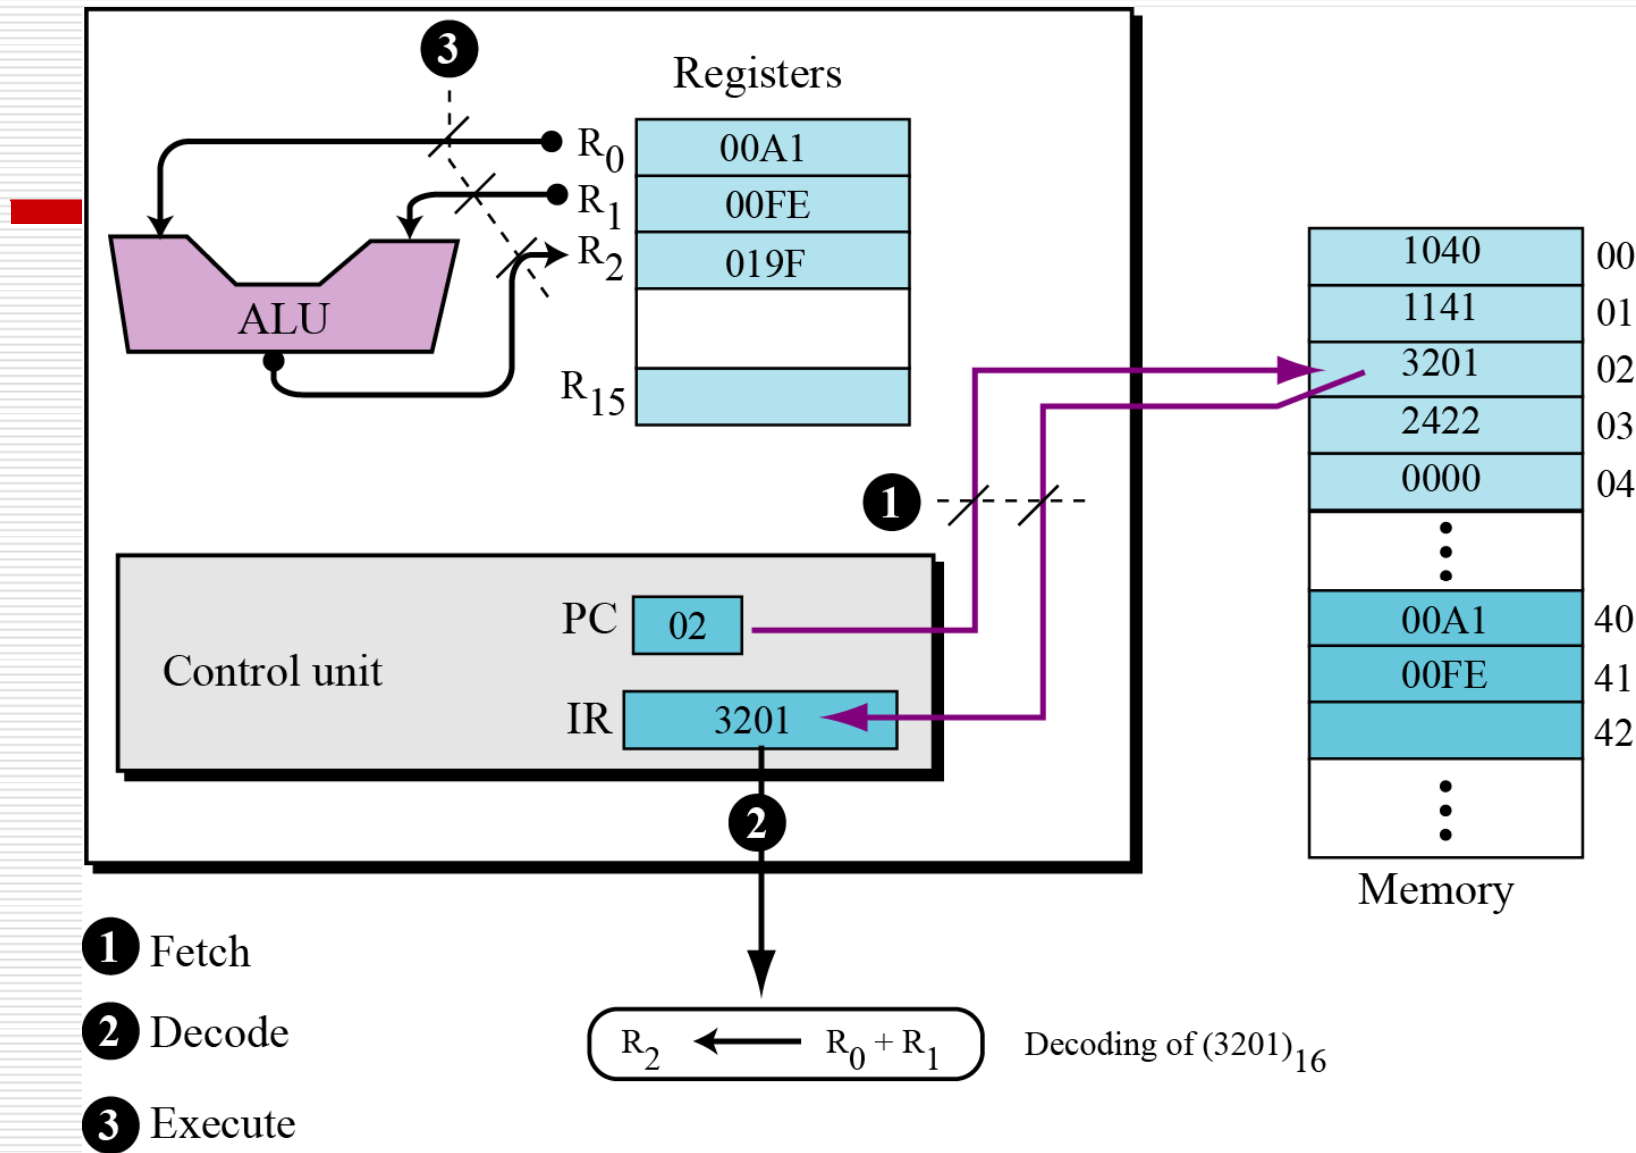 3
Registers
R0 00A1
R1 00FE
R2 019F
R15
ALU
1
Control unit
PC 02
IR 3201
2
1040 00
1141 01
3201 02
2422 03
0000 04
00A1 40
00FE 41
42
Memory
1 Fetch
2 Decode
3 Execute
R2 ← R0 + R1
Decoding of (3201)16